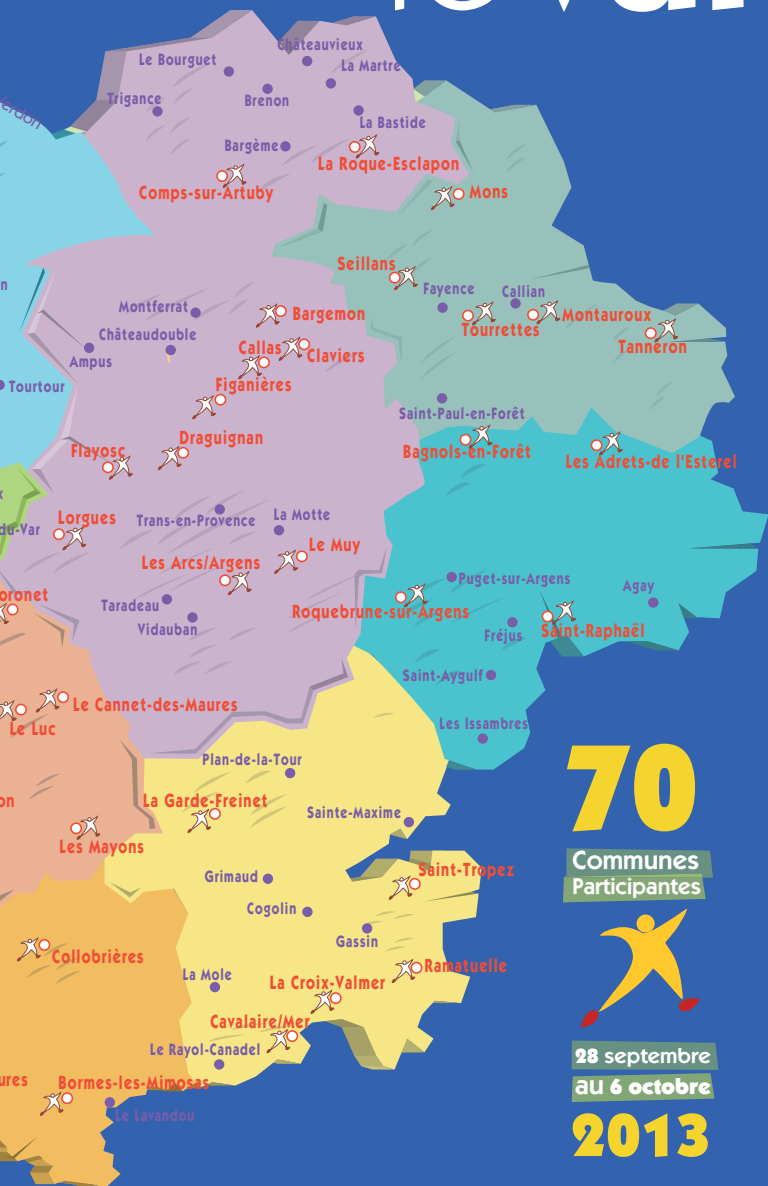 Châteauvieux
Le Bourguet
La Martre
Verdon
Trigance
Brenon
La Bastide
Bargème
La Roque-Esclapon
Comps-sur-Artuby
Mons
Seillans
Fayence
Callian
Montferrat
Bargemon
Montauroux
Tourrettes
Châteaudouble
Callas
Claviers
Tanneron
Ampus
Tourtour
Figanières
Saint-Paul-en-Forêt
Draguignan
Flayosc
Bagnols-en-Forêt
Les Adrets-de l'Esterel
Lorgues
Trans-en-Provence
La Motte
du-Var
Le Muy
Les Arcs/Argens
Puget-sur-Argens
Agay
oronet
Taradeau
Roquebrune-sur-Argens
Vidauban
Fréjus
Saint-Raphaël
Saint-Aygulf
Le Cannet-des-Maures
Le Luc
Les Issambres
Plan-de-la-Tour
70
La Garde-Freinet
on
Sainte-Maxime
Les Mayons
Communes
Participantes
Saint-Tropez
Grimaud
Cogolin
Gassin
Collobrières
La Mole
Ramatuelle
La Croix-Valmer
Cavalaire/Mer
Le Rayol-Canadel
28 septembre
au 6 octobre
2013
ures
Bormes-les-Mimosas
Le Lavandou